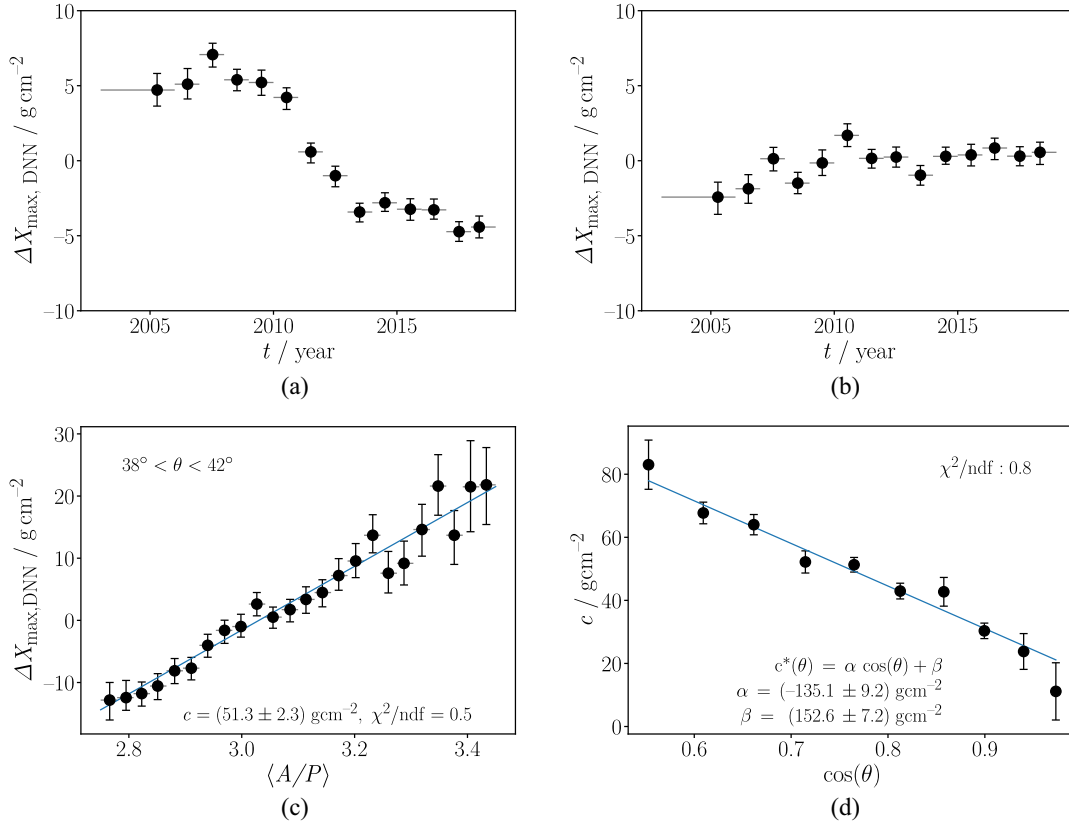 10
5
0
–5
–10
ΔX_max, DNN / g cm⁻²
2005 2010 2015
t / year
(a)
10
5
0
–5
–10
ΔX_max, DNN / g cm⁻²
2005 2010 2015
t / year
(b)
30
20
10
0
–10
ΔX_max,DNN / g cm⁻²
38° < θ < 42°
c = (51.3 ± 2.3) gcm⁻², χ²/ndf = 0.5
2.8 3.0 3.2 3.4
⟨A/P⟩
(c)
80
60
40
20
0
c / gcm⁻²
χ²/ndf : 0.8
c*(θ) = α cos(θ) + β
α = (–135.1 ± 9.2) gcm⁻²
β = (152.6 ± 7.2) gcm⁻²
0.6 0.7 0.8 0.9
cos(θ)
(d)